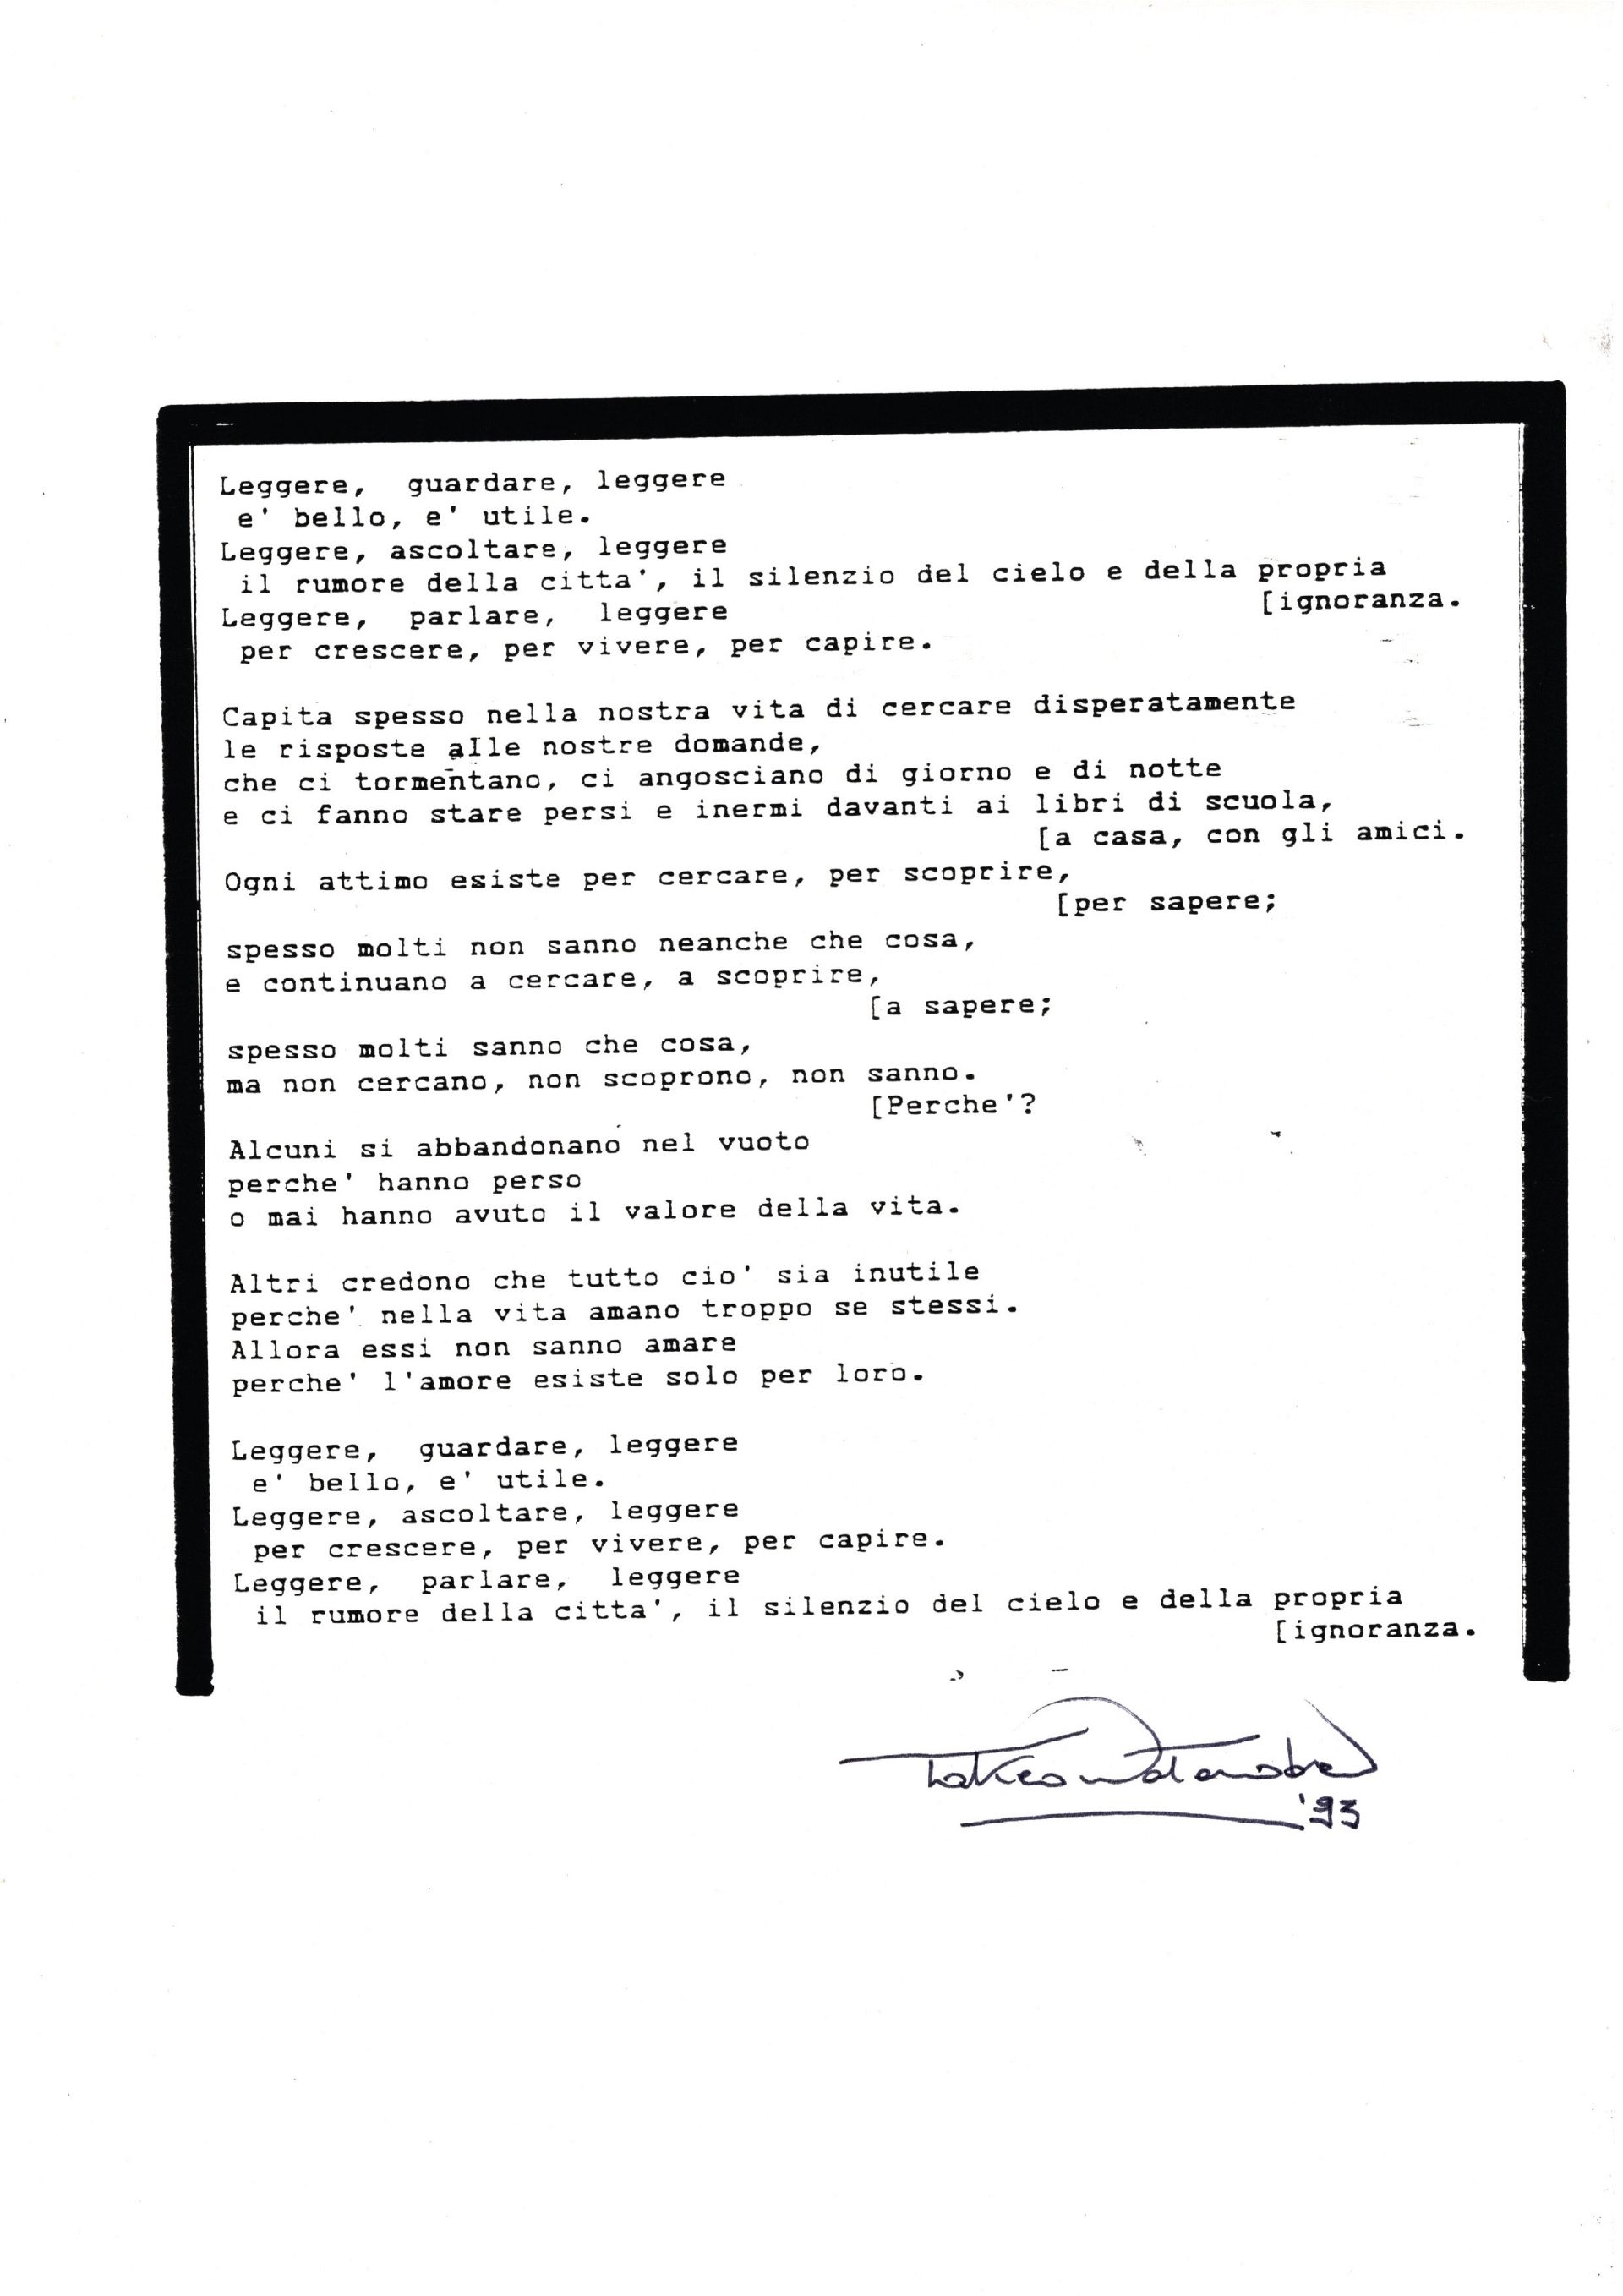 Leggere,  guardare, leggere
e' bello, e' utile.
Leggere, ascoltare, leggere
il rumore della citta', il silenzio del cielo e della propria
[ignoranza.
Leggere,  parlare,  leggere
per crescere, per vivere, per capire.
Capita spesso nella nostra vita di cercare disperatamente
le risposte alle nostre domande,
che ci tormentano, ci angosciano di giorno e di notte
e ci fanno stare persi e inermi davanti ai libri di scuola,
[a casa, con gli amici.
Ogni attimo esiste per cercare, per scoprire,
[per sapere;
spesso molti non sanno neanche che cosa,
e continuano a cercare, a scoprire,
[a sapere;
spesso molti sanno che cosa,
ma non cercano, non scoprono, non sanno.
[Perche'?
Alcuni si abbandonano nel vuoto
perche' hanno perso
o mai hanno avuto il valore della vita.
Altri credono che tutto cio' sia inutile
perche' nella vita amano troppo se stessi.
Allora essi non sanno amare
perche' l'amore esiste solo per loro.
Leggere,  guardare, leggere
e' bello, e' utile.
Leggere, ascoltare, leggere
per crescere, per vivere, per capire.
Leggere,  parlare,  leggere
il rumore della citta', il silenzio del cielo e della propria
[ignoranza.
Takeo Watanabe
'93